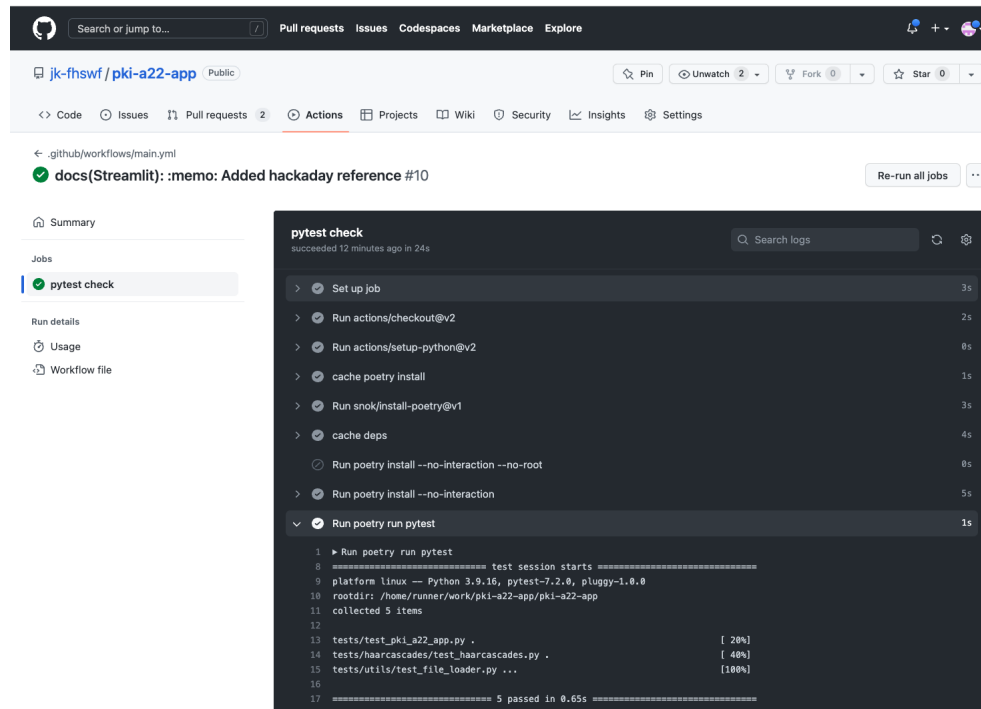 Search or jump to... / Pull requests Issues Codespaces Marketplace Explore
jk-fhswf / pki-a22-app Public Pin Unwatch 2 Fork 0 Star 0
<> Code Issues Pull requests 2 Actions Projects Wiki Security Insights Settings
← .github/workflows/main.yml
docs(Streamlit): :memo: Added hackaday reference #10 Re-run all jobs
Summary
Jobs
pytest check
Run details
Usage
Workflow file
pytest check
succeeded 12 minutes ago in 24s
Search logs
Set up job 3s
Run actions/checkout@v2 2s
Run actions/setup-python@v2 0s
cache poetry install 1s
Run snok/install-poetry@v1 3s
cache deps 4s
Run poetry install --no-interaction --no-root 0s
Run poetry install --no-interaction 5s
Run poetry run pytest 1s
1 ▶ Run poetry run pytest
8 ============================= test session starts ==============================
9 platform linux -- Python 3.9.16, pytest-7.2.0, pluggy-1.0.0
10 rootdir: /home/runner/work/pki-a22-app/pki-a22-app
11 collected 5 items
12
13 tests/test_pki_a22_app.py . [ 20%]
14 tests/haarcascades/test_haarcascades.py . [ 40%]
15 tests/utils/test_file_loader.py ... [100%]
16
17 ============================== 5 passed in 0.65s ===============================